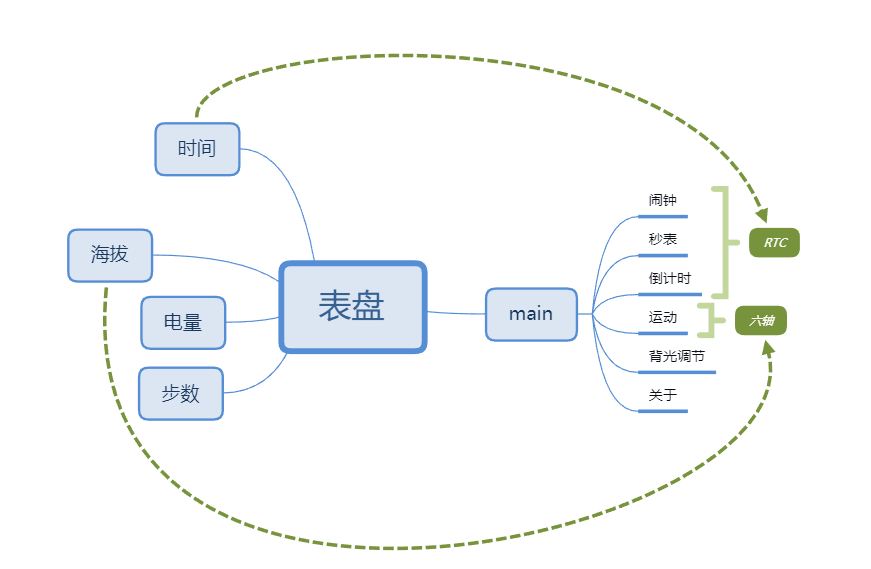 时间
海拔
电量
步数
表盘
main
闹钟
秒表
倒计时
运动
背光调节
关于
RTC
六轴